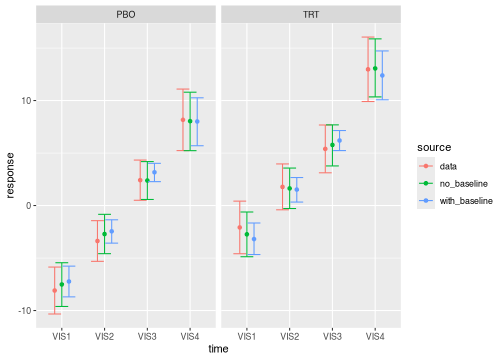 PBO TRT
response
10
0
-10
VIS1 VIS2 VIS3 VIS4 VIS1 VIS2 VIS3 VIS4
time
source
data
no_baseline
with_baseline